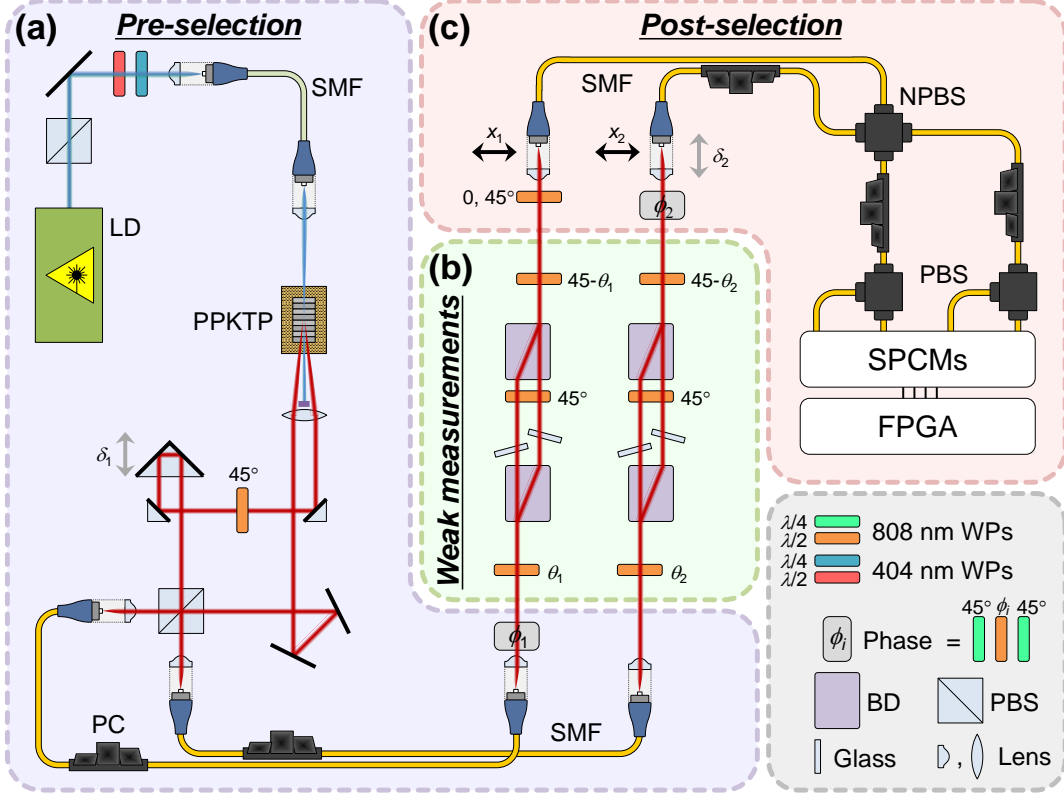 (a) Pre-selection
SMF
LD
PPKTP
δ1
45°
PC
SMF
ϕ1
(b)
Weak measurements
45-θ1
45-θ2
45°
45°
θ1
θ2
(c) Post-selection
SMF
NPBS
x1
x2
δ2
0, 45°
ϕ2
PBS
SPCMs
FPGA
λ/4
λ/2
808 nm WPs
λ/4
λ/2
404 nm WPs
45° ϕi 45°
ϕi Phase =
BD
PBS
Glass
, Lens